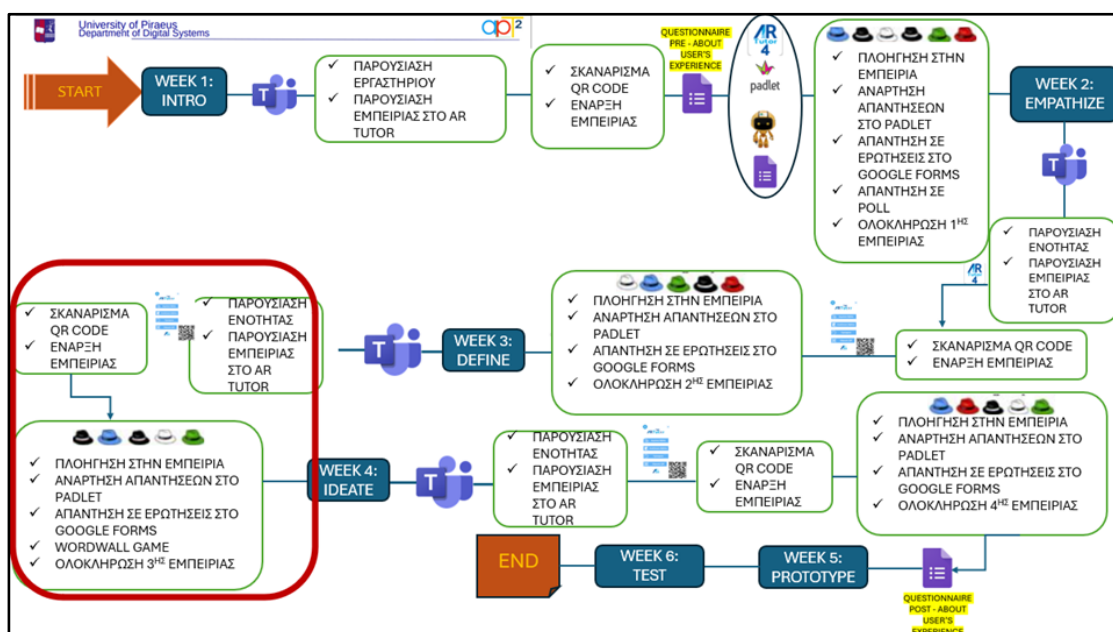 University of Piraeus
Department of Digital Systems
apt2
START
WEEK 1:
INTRO
T
✓ ΠΑΡΟΥΣΙΑΣΗ
ΕΡΓΑΣΤΗΡΙΟΥ
✓ ΠΑΡΟΥΣΙΑΣΗ
ΕΜΠΕΙΡΙΑΣ ΣΤΟ AR
TUTOR
✓ ΣΚΑΝΑΡΙΣΜΑ
QR CODE
✓ ΕΝΑΡΞΗ
ΕΜΠΕΙΡΙΑΣ
QUESTIONNAIRE
PRE - ABOUT
USER'S
EXPERIENCE
AR
Tutor
4
padlet
✓ ΠΛΟΗΓΗΣΗ ΣΤΗΝ
ΕΜΠΕΙΡΙΑ
✓ ΑΝΑΡΤΗΣΗ
ΑΠΑΝΤΗΣΕΩΝ
ΣΤΟ PADLET
✓ ΑΠΑΝΤΗΣΗ ΣΕ
ΕΡΩΤΗΣΕΙΣ ΣΤΟ
GOOGLE FORMS
✓ ΑΠΑΝΤΗΣΗ ΣΕ
POLL
✓ ΟΛΟΚΛΗΡΩΣΗ 1ΗΣ
ΕΜΠΕΙΡΙΑΣ
WEEK 2:
EMPATHIZE
T
✓ ΠΑΡΟΥΣΙΑΣΗ
ΕΝΟΤΗΤΑΣ
✓ ΠΑΡΟΥΣΙΑΣΗ
ΕΜΠΕΙΡΙΑΣ
ΣΤΟ AR
TUTOR
AR
4
✓ ΣΚΑΝΑΡΙΣΜΑ QR CODE
✓ ΕΝΑΡΞΗ ΕΜΠΕΙΡΙΑΣ
✓ ΠΛΟΗΓΗΣΗ ΣΤΗΝ ΕΜΠΕΙΡΙΑ
✓ ΑΝΑΡΤΗΣΗ ΑΠΑΝΤΗΣΕΩΝ ΣΤΟ
PADLET
✓ ΑΠΑΝΤΗΣΗ ΣΕ ΕΡΩΤΗΣΕΙΣ ΣΤΟ
GOOGLE FORMS
✓ ΟΛΟΚΛΗΡΩΣΗ 2ΗΣ ΕΜΠΕΙΡΙΑΣ
WEEK 3:
DEFINE
T
✓ ΠΑΡΟΥΣΙΑΣΗ
ΕΝΟΤΗΤΑΣ
✓ ΠΑΡΟΥΣΙΑΣΗ
ΕΜΠΕΙΡΙΑΣ
ΣΤΟ AR
TUTOR
✓ ΣΚΑΝΑΡΙΣΜΑ
QR CODE
✓ ΕΝΑΡΞΗ
ΕΜΠΕΙΡΙΑΣ
✓ ΠΛΟΗΓΗΣΗ ΣΤΗΝ ΕΜΠΕΙΡΙΑ
✓ ΑΝΑΡΤΗΣΗ ΑΠΑΝΤΗΣΕΩΝ ΣΤΟ
PADLET
✓ ΑΠΑΝΤΗΣΗ ΣΕ ΕΡΩΤΗΣΕΙΣ ΣΤΟ
GOOGLE FORMS
✓ WORDWALL GAME
✓ ΟΛΟΚΛΗΡΩΣΗ 3ΗΣ ΕΜΠΕΙΡΙΑΣ
WEEK 4:
IDEATE
T
✓ ΠΑΡΟΥΣΙΑΣΗ
ΕΝΟΤΗΤΑΣ
✓ ΠΑΡΟΥΣΙΑΣΗ
ΕΜΠΕΙΡΙΑΣ
ΣΤΟ AR
TUTOR
✓ ΣΚΑΝΑΡΙΣΜΑ
QR CODE
✓ ΕΝΑΡΞΗ
ΕΜΠΕΙΡΙΑΣ
✓ ΠΛΟΗΓΗΣΗ ΣΤΗΝ ΕΜΠΕΙΡΙΑ
✓ ΑΝΑΡΤΗΣΗ ΑΠΑΝΤΗΣΕΩΝ ΣΤΟ
PADLET
✓ ΑΠΑΝΤΗΣΗ ΣΕ ΕΡΩΤΗΣΕΙΣ ΣΤΟ
GOOGLE FORMS
✓ ΟΛΟΚΛΗΡΩΣΗ 4ΗΣ ΕΜΠΕΙΡΙΑΣ
QUESTIONNAIRE
POST - ABOUT
USER'S
EXPERIENCE
WEEK 5:
PROTOTYPE
WEEK 6:
TEST
END